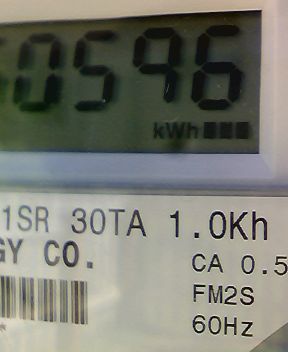 0596
kWh
1SR 30TA 1.0Kh
GY CO.
CA 0.5
FM2S
60Hz